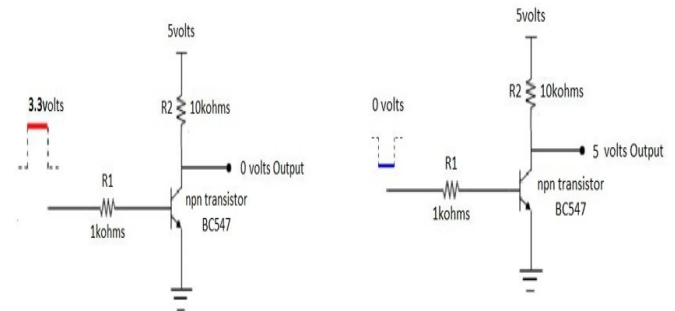 5volts
3.3volts
R2 10kohms
0 volts Output
R1
npn transistor
BC547
1kohms
5volts
0 volts
R2 10kohms
5 volts Output
R1
npn transistor
BC547
1kohms